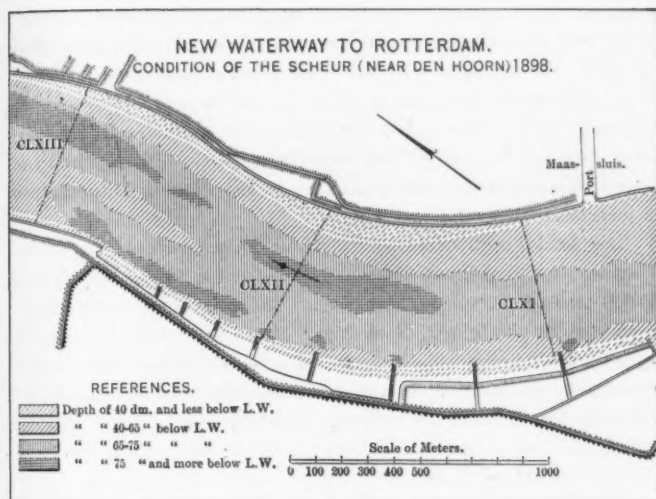 NEW WATERWAY TO ROTTERDAM.
CONDITION OF THE SCHEUR (NEAR DEN HOORN) 1898.
CLXIII
Maas- sluis.
Port
CLXII
CLXI
REFERENCES.
Depth of 40 dm. and less below L.W.
" " 40-65 " below L.W.
" " 65-75 " " "
" " 75 " and more below L.W.
Scale of Meters.
0 100 200 300 400 500 1000